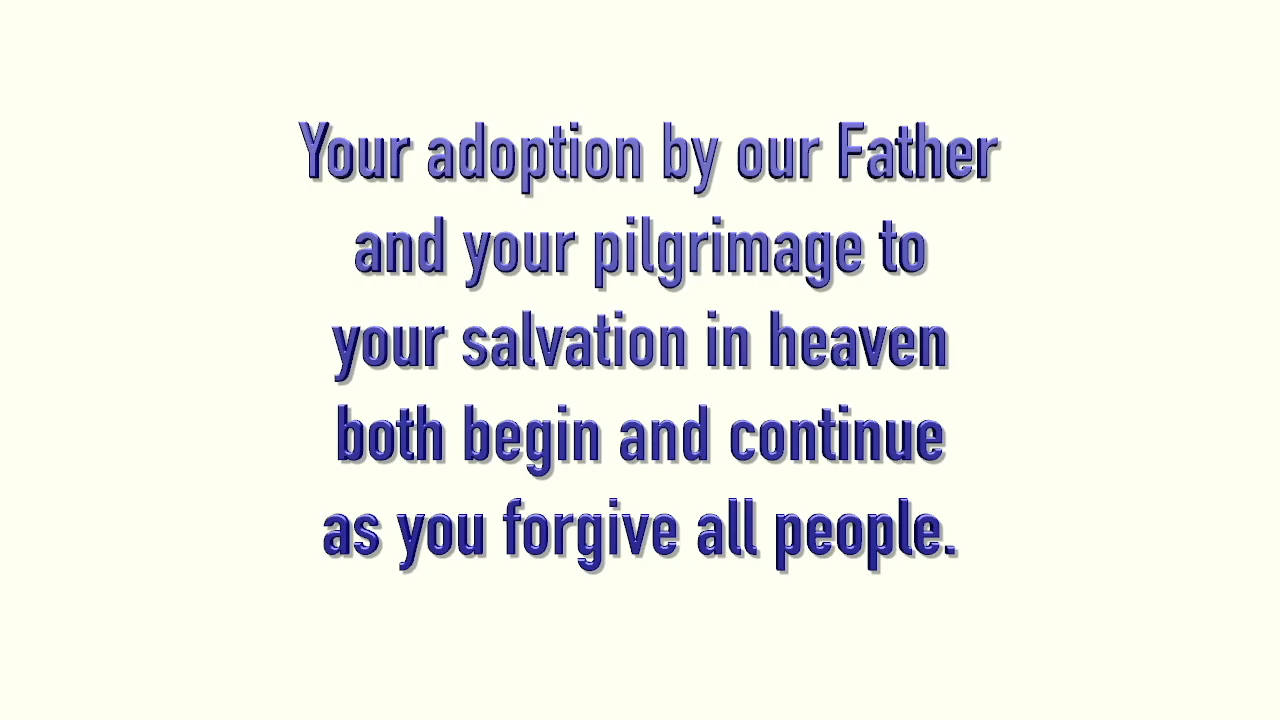 Your adoption by our Father
and your pilgrimage to
your salvation in heaven
both begin and continue
as you forgive all people.